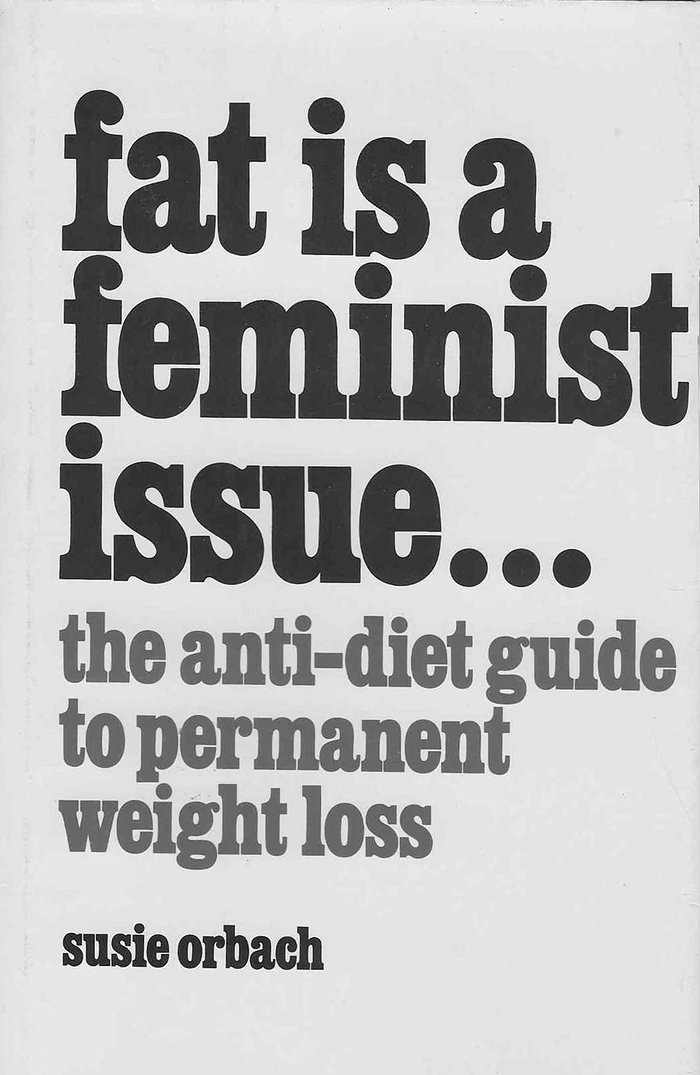 fat is a
feminist
issue...
the anti-diet guide
to permanent
weight loss
susie orbach